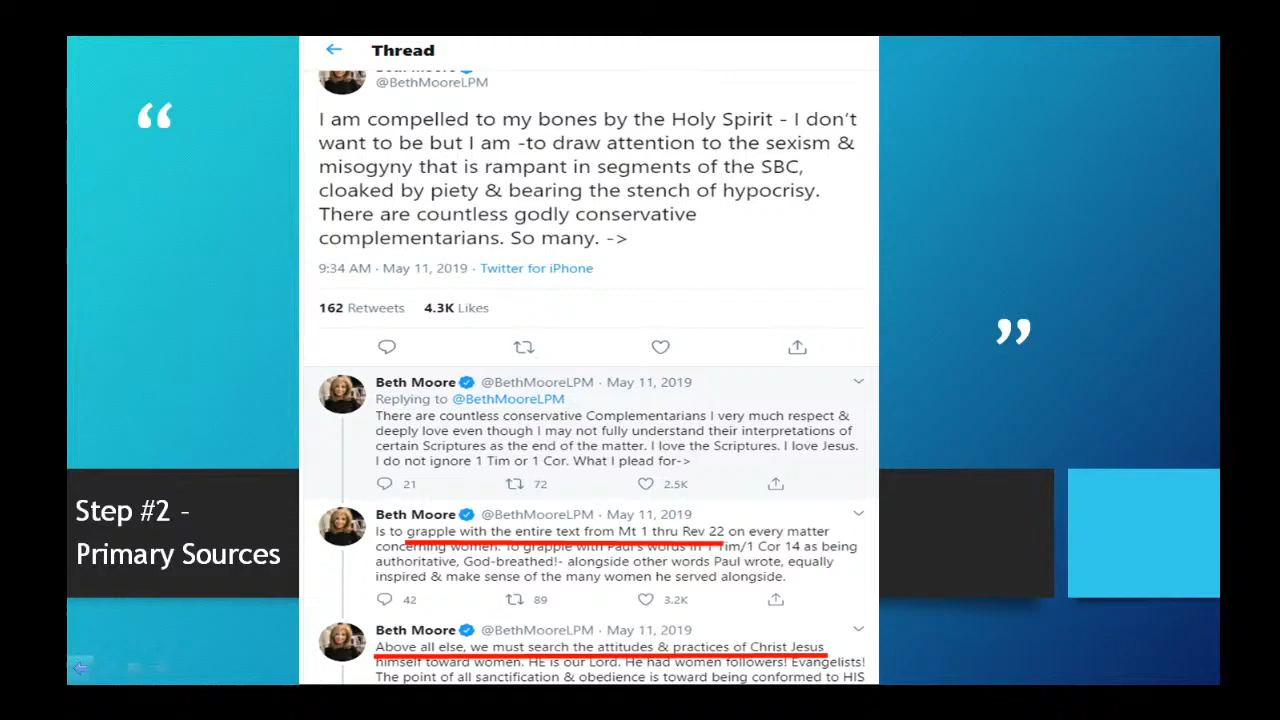 “
Thread
@BethMooreLPM
I am compelled to my bones by the Holy Spirit - I don't
want to be but I am -to draw attention to the sexism &
misogyny that is rampant in segments of the SBC,
cloaked by piety & bearing the stench of hypocrisy.
There are countless godly conservative
complementarians. So many. ->
9:34 AM · May 11, 2019 · Twitter for iPhone
162 Retweets 4.3K Likes
”
Beth Moore @BethMooreLPM · May 11, 2019
Replying to @BethMooreLPM
There are countless conservative Complementarians I very much respect &
deeply love even though I may not fully understand their interpretations of
certain Scriptures as the end of the matter. I love the Scriptures. I love Jesus.
I do not ignore 1 Tim or 1 Cor. What I plead for->
21 72 2.5K
Beth Moore @BethMooreLPM · May 11, 2019
Is to grapple with the entire text from Mt 1 thru Rev 22 on every matter
concerning women. To grapple with Paul's words in 1 Tim/1 Cor 14 as being
authoritative, God-breathed!- alongside other words Paul wrote, equally
inspired & make sense of the many women he served alongside.
42 89 3.2K
Beth Moore @BethMooreLPM · May 11, 2019
Above all else, we must search the attitudes & practices of Christ Jesus
himself toward women. HE is our Lord. He had women followers! Evangelists!
The point of all sanctification & obedience is toward being conformed to HIS
Step #2 -
Primary Sources